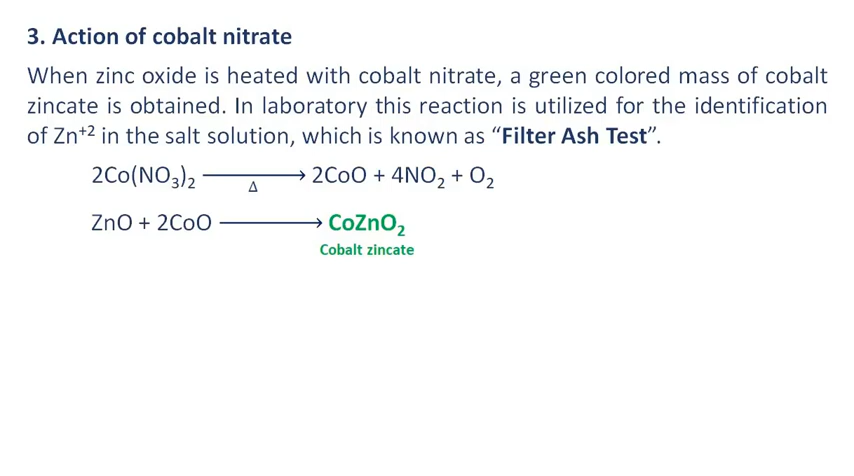 3. Action of cobalt nitrate
When zinc oxide is heated with cobalt nitrate, a green colored mass of cobalt
zincate is obtained. In laboratory this reaction is utilized for the identification
of Zn⁺² in the salt solution, which is known as “Filter Ash Test”.
2Co(NO₃)₂ ⟶ 2CoO + 4NO₂ + O₂
Δ
ZnO + 2CoO ⟶ CoZnO₂
Cobalt zincate